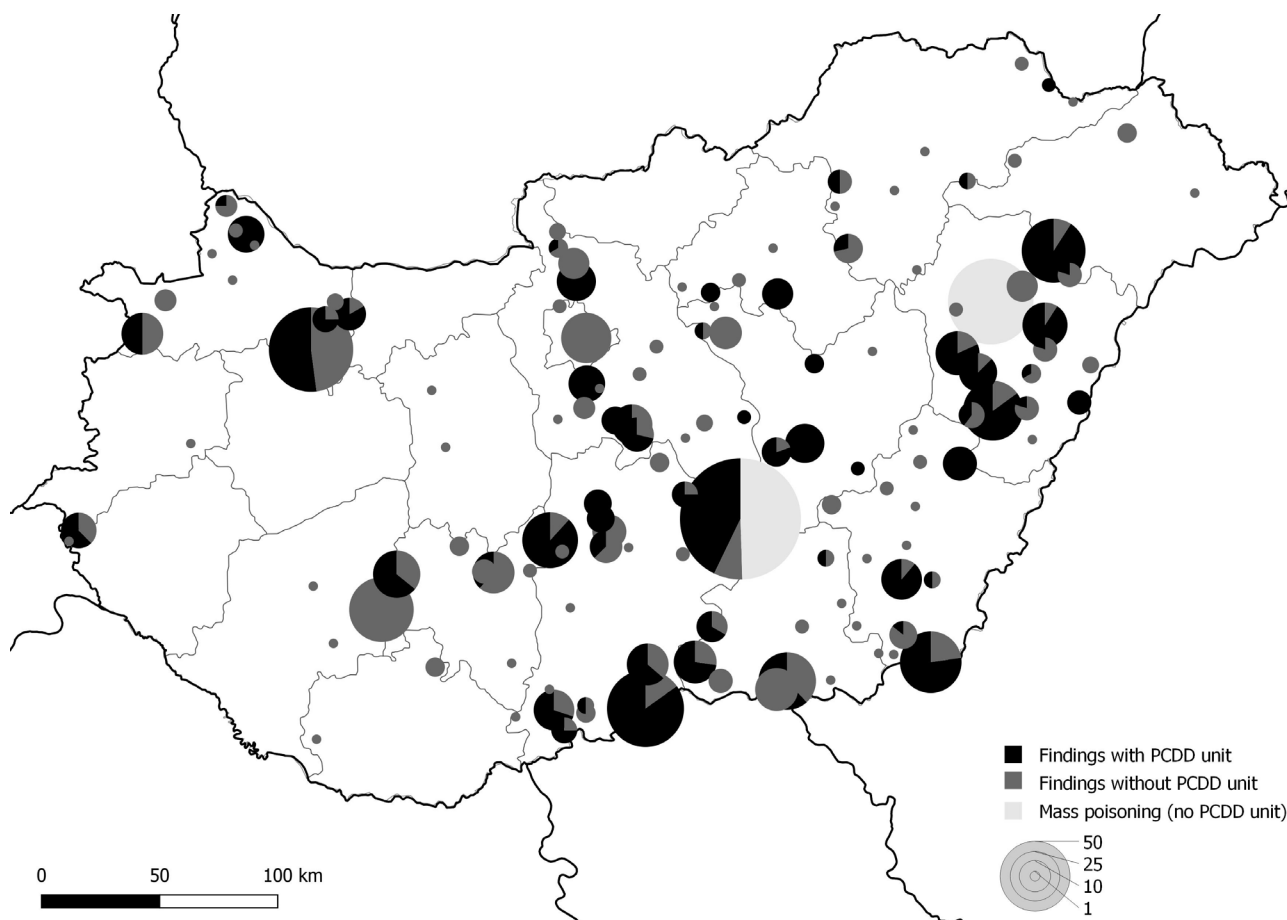 Findings with PCDD unit
Findings without PCDD unit
Mass poisoning (no PCDD unit)
50
25
10
1
0 50 100 km